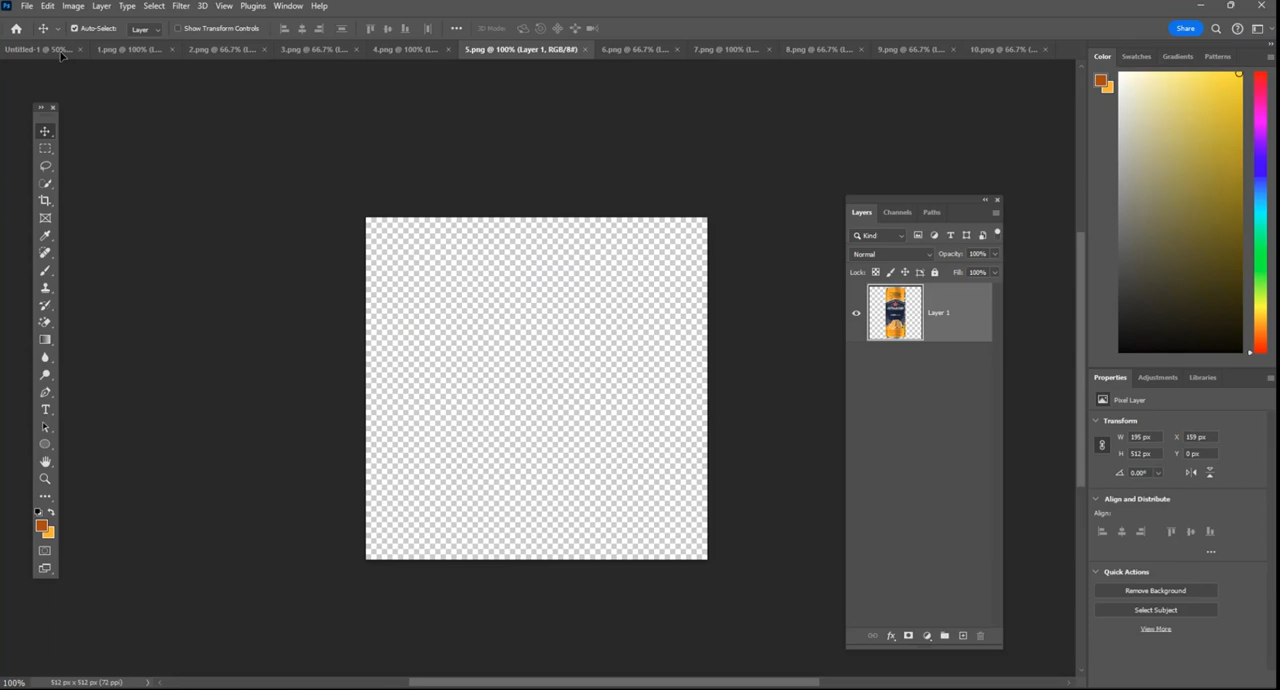 Ps File Edit Image Layer Type Select Filter 3D View Plugins Window Help
Auto-Select: Layer Show Transform Controls 3D Mode: Share
Untitled-1 @ 50%... 1.png @ 100% (L... 2.png @ 66.7% (L... 3.png @ 66.7% (L... 4.png @ 100% (L... 5.png @ 100% (Layer 1, RGB/8#) 6.png @ 66.7% (L... 7.png @ 100% (L... 8.png @ 66.7% (L... 9.png @ 66.7% (L... 10.png @ 66.7% (...
Color Swatches Gradients Patterns
Layers Channels Paths
Kind
Normal Opacity: 100%
Lock: Fill: 100%
Layer 1
Properties Adjustments Libraries
Pixel Layer
Transform
W 195 px X 159 px
H 512 px Y 0 px
0.00°
Align and Distribute
Align:
Quick Actions
Remove Background
Select Subject
View More
100% 512 px x 512 px (72 ppi)